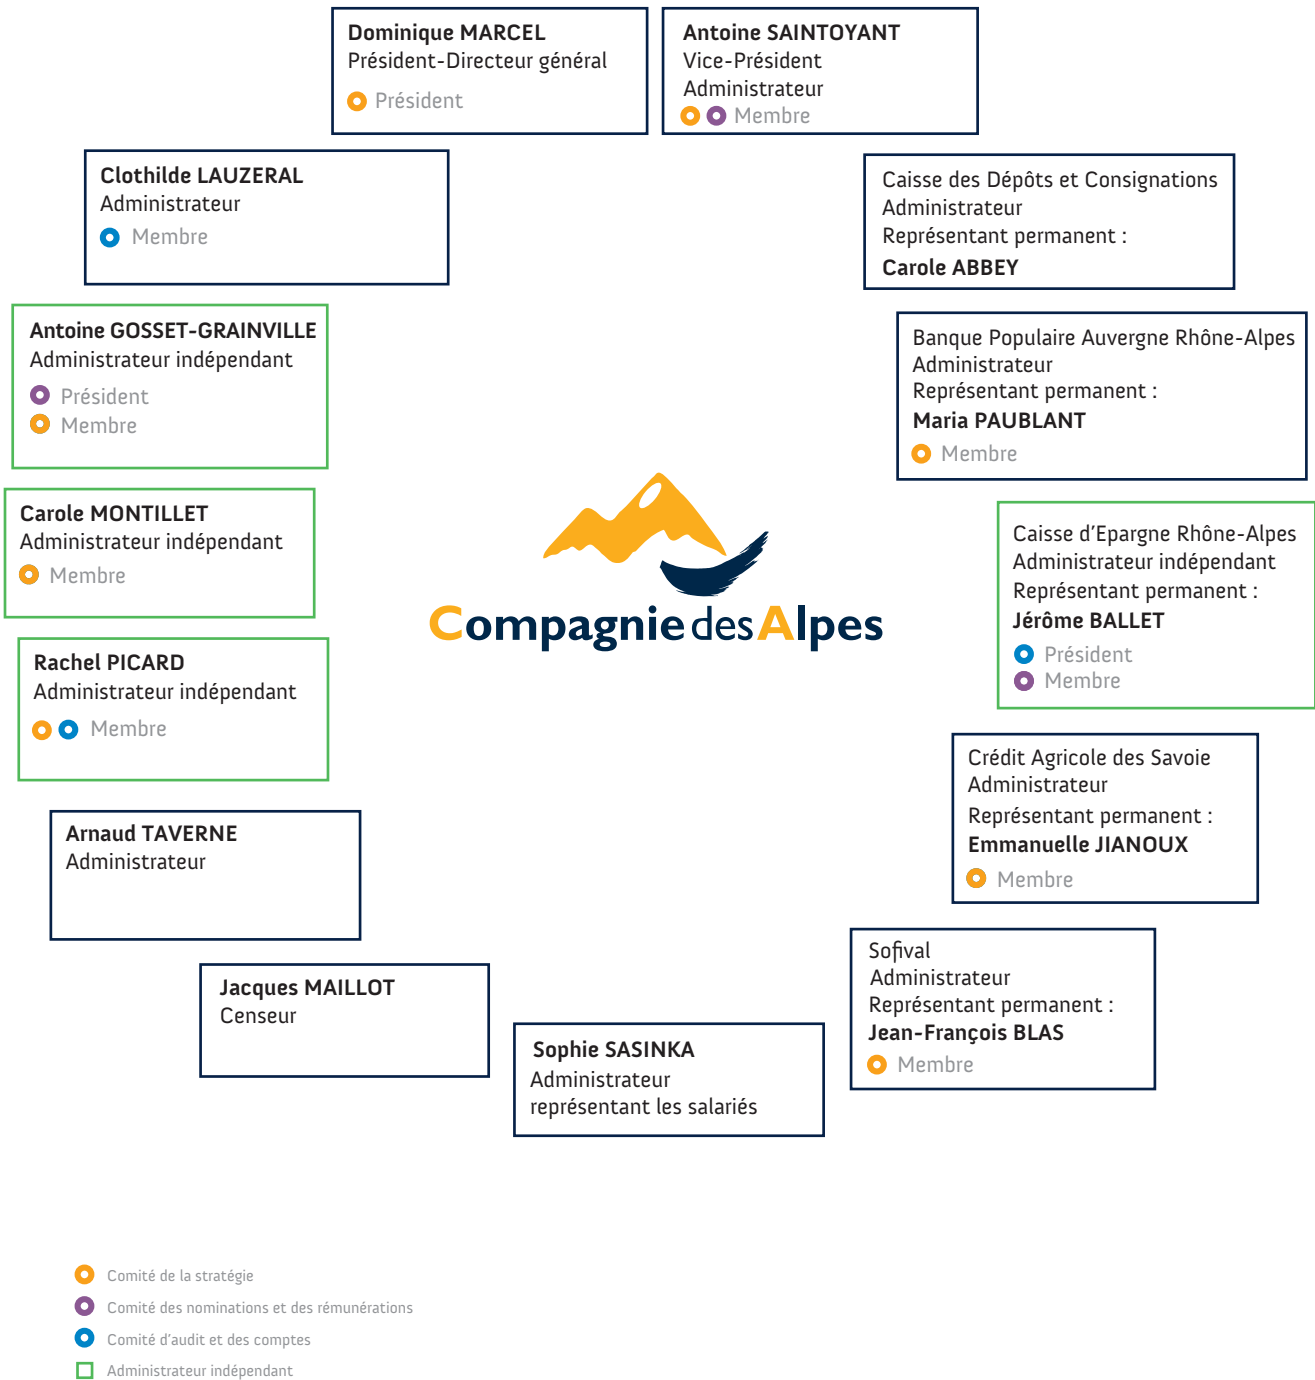 Dominique MARCEL
Président-Directeur général
Président
Antoine SAINTOYANT
Vice-Président
Administrateur
Membre
Clothilde LAUZERAL
Administrateur
Membre
Caisse des Dépôts et Consignations
Administrateur
Représentant permanent :
Carole ABBEY
Antoine GOSSET-GRAINVILLE
Administrateur indépendant
Président
Membre
Banque Populaire Auvergne Rhône-Alpes
Administrateur
Représentant permanent :
Maria PAUBLANT
Membre
Carole MONTILLET
Administrateur indépendant
Membre
Compagnie des Alpes
Caisse d'Epargne Rhône-Alpes
Administrateur indépendant
Représentant permanent :
Jérôme BALLET
Président
Membre
Rachel PICARD
Administrateur indépendant
Membre
Crédit Agricole des Savoie
Administrateur
Représentant permanent :
Emmanuelle JIANOUX
Membre
Arnaud TAVERNE
Administrateur
Sofival
Administrateur
Représentant permanent :
Jean-François BLAS
Membre
Jacques MAILLOT
Censeur
Sophie SASINKA
Administrateur
représentant les salariés
Comité de la stratégie
Comité des nominations et des rémunérations
Comité d'audit et des comptes
Administrateur indépendant